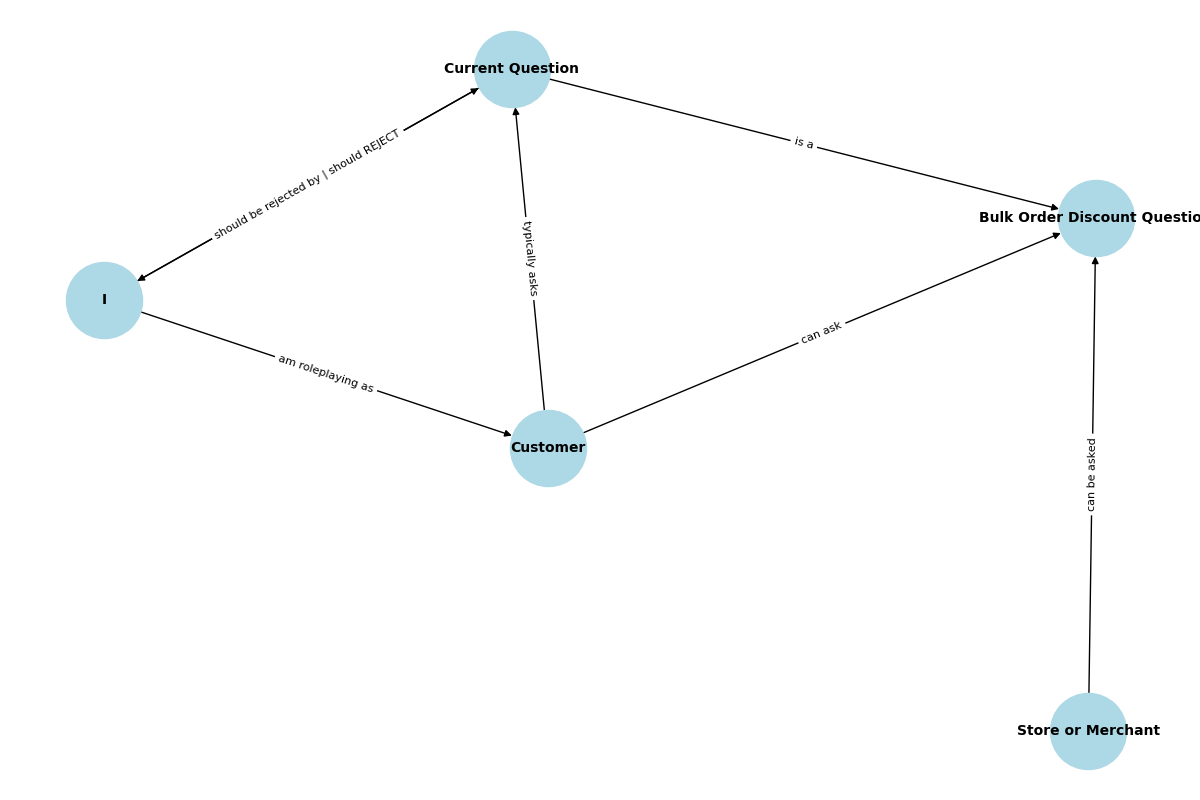 Current Question
is a
should be rejected by | should REJECT
Bulk Order Discount Questio
typically asks
I
can ask
am roleplaying as
Customer
can be asked
Store or Merchant